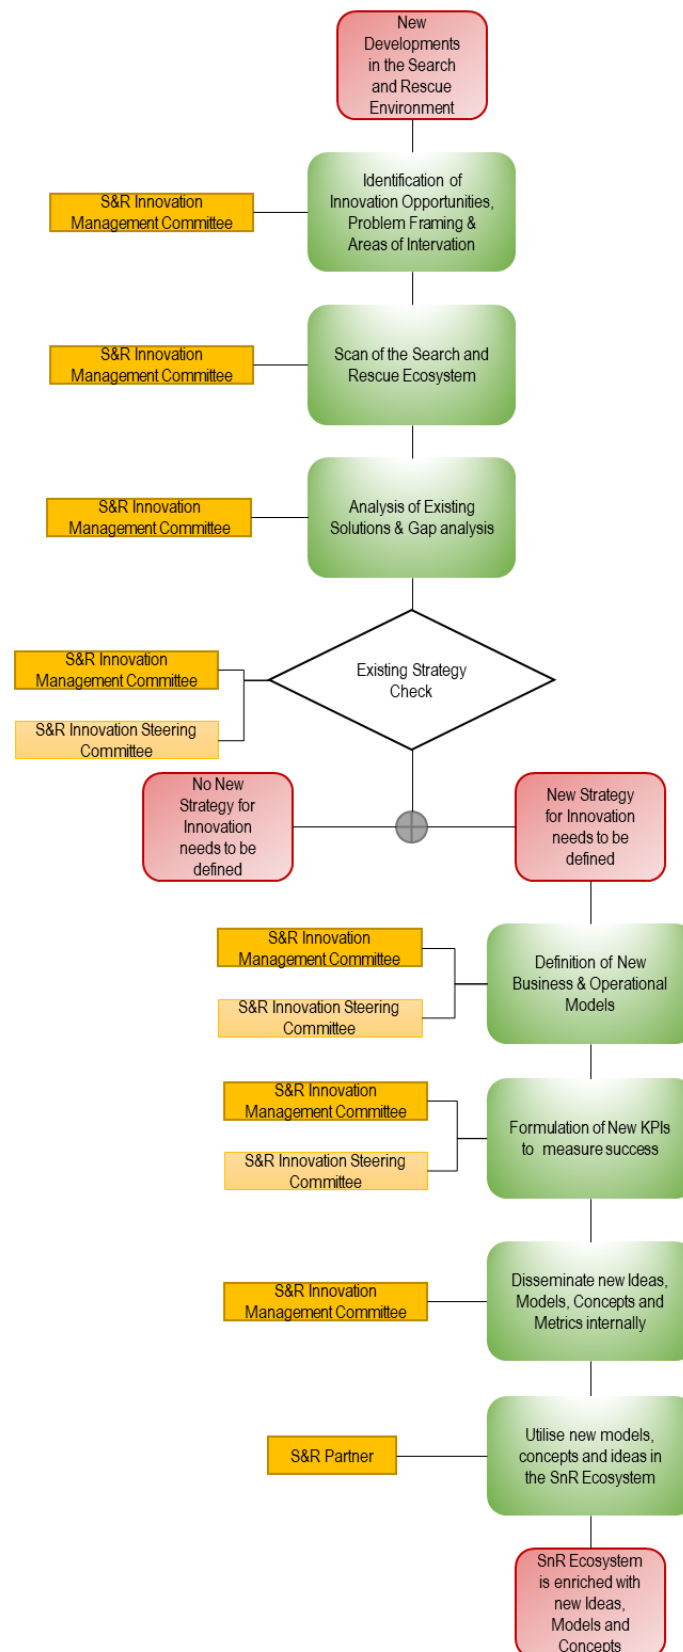 New
Developments
in the Search
and Rescue
Environment
Identification of
Innovation Opportunities,
Problem Framing &
Areas of Intervation
S&R Innovation
Management Committee
Scan of the Search and
Rescue Ecosystem
S&R Innovation
Management Committee
Analysis of Existing
Solutions & Gap analysis
S&R Innovation
Management Committee
Existing Strategy
Check
S&R Innovation
Management Committee
S&R Innovation Steering
Committee
No New
Strategy for
Innovation
needs to be
defined
New Strategy
for Innovation
needs to be
defined
S&R Innovation
Management Committee
S&R Innovation Steering
Committee
Definition of New
Business & Operational
Models
S&R Innovation
Management Committee
S&R Innovation Steering
Committee
Formulation of New KPIs
to measure success
S&R Innovation
Management Committee
Disseminate new Ideas,
Models, Concepts and
Metrics internally
S&R Partner
Utilise new models,
concepts and ideas in
the SnR Ecosystem
SnR Ecosystem
is enriched with
new Ideas,
Models and
Concepts